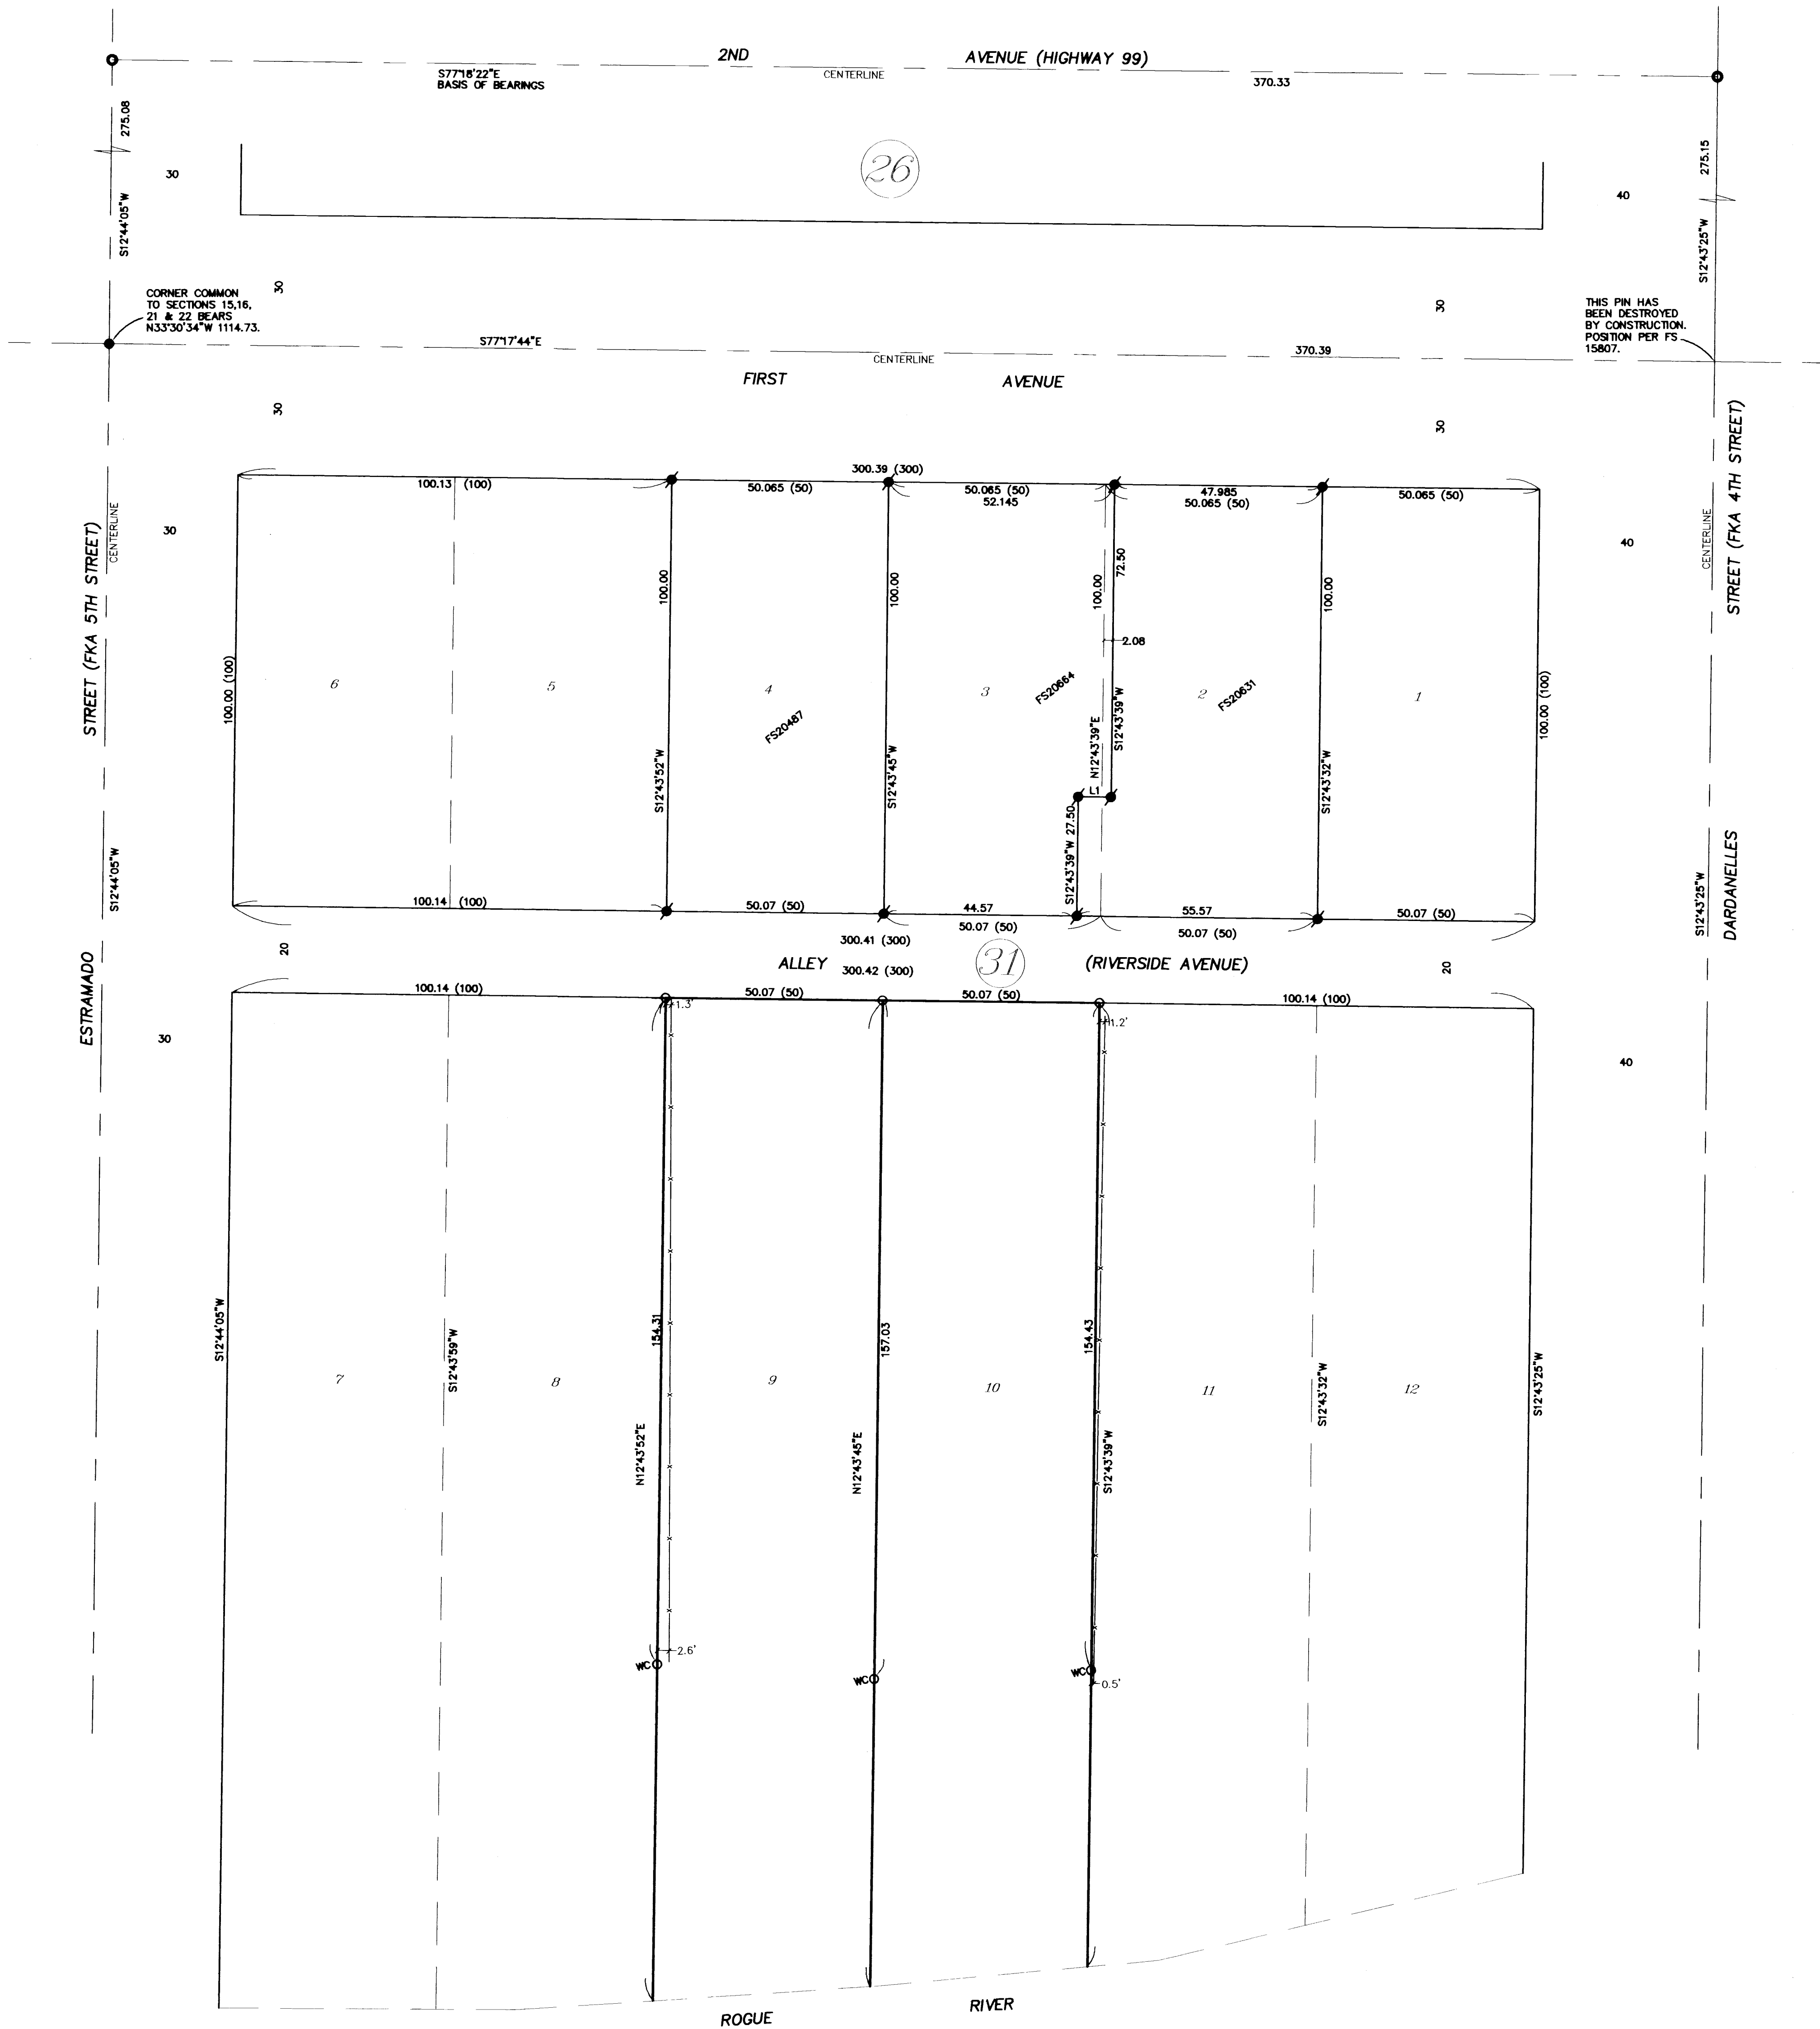 2ND AVENUE (HIGHWAY 99)
S77°18'22"E
BASIS OF BEARINGS
CENTERLINE
370.33
275.08
S12°44'05"W
30
26
40
275.15
S12°43'25"W
30
30
CORNER COMMON
TO SECTIONS 15,16,
21 & 22 BEARS
N33°30'34"W 1114.73.
THIS PIN HAS
BEEN DESTROYED
BY CONSTRUCTION.
POSITION PER FS
15807.
S77°17'44"E
CENTERLINE
370.39
FIRST AVENUE
30
30
300.39 (300)
100.13 (100)
50.065 (50)
50.065 (50)
52.145
47.985
50.065 (50)
50.065 (50)
STREET (FKA 5TH STREET)
CENTERLINE
30
40
CENTERLINE
STREET (FKA 4TH STREET)
100.00
100.00
100.00
72.50
100.00
2.08
100.00 (100)
6
5
4
3
2
1
FS20487
FS20664
FS20631
100.00 (100)
S12°43'52"W
S12°43'45"W
N12°43'39"E
S12°43'39"W
S12°43'32"W
L1
S12°43'39"W 27.50
S12°44'05"W
S12°43'25"W
100.14 (100)
50.07 (50)
44.57
50.07 (50)
55.57
50.07 (50)
50.07 (50)
300.41 (300)
20
ALLEY
31
(RIVERSIDE AVENUE)
20
300.42 (300)
ESTRAMADO
DARDANELLES
100.14 (100)
50.07 (50)
50.07 (50)
100.14 (100)
1.3'
1.2'
30
40
154.31
157.03
154.43
S12°44'05"W
S12°43'59"W
S12°43'32"W
S12°43'25"W
7
8
9
10
11
12
N12°43'52"E
N12°43'45"E
S12°43'39"W
2.6'
WC
WC
WC
0.5'
ROGUE RIVER